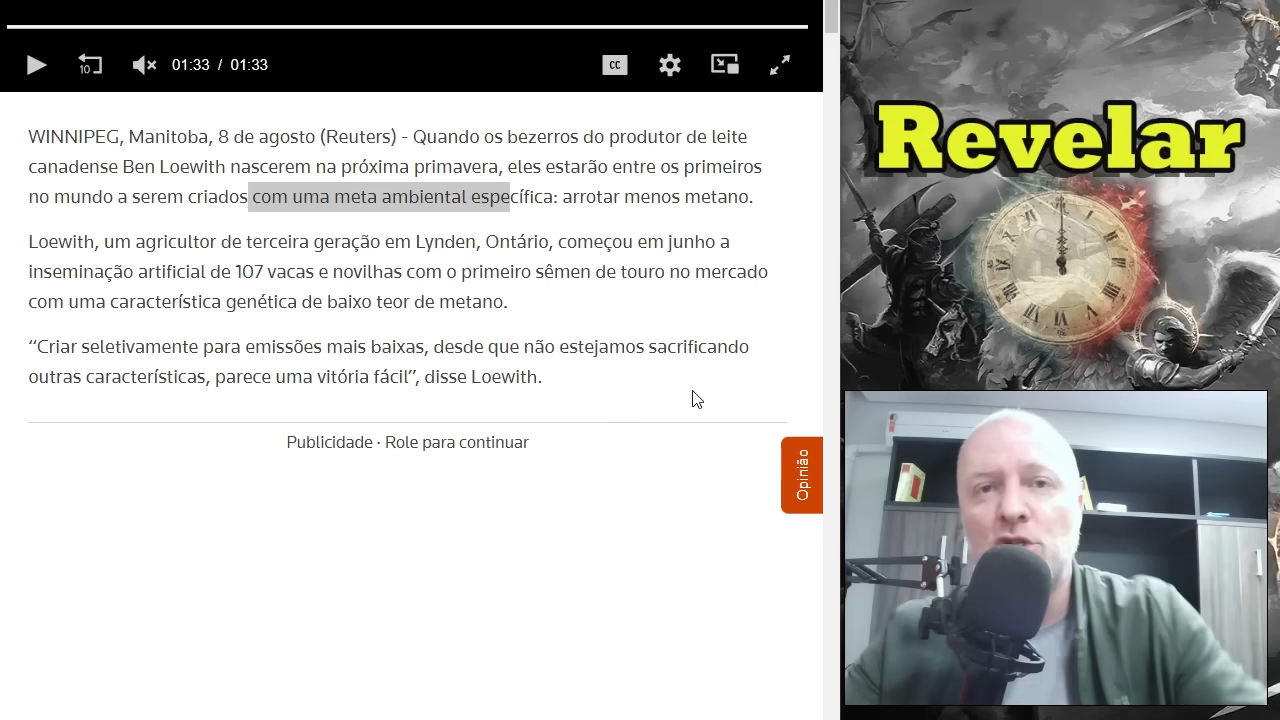 10
01:33 / 01:33
CC
WINNIPEG, Manitoba, 8 de agosto (Reuters) - Quando os bezerros do produtor de leite
canadense Ben Loewith nascerem na próxima primavera, eles estarão entre os primeiros
no mundo a serem criados com uma meta ambiental específica: arrotar menos metano.
Loewith, um agricultor de terceira geração em Lynden, Ontário, começou em junho a
inseminação artificial de 107 vacas e novilhas com o primeiro sêmen de touro no mercado
com uma característica genética de baixo teor de metano.
“Criar seletivamente para emissões mais baixas, desde que não estejamos sacrificando
outras características, parece uma vitória fácil”, disse Loewith.
Publicidade · Role para continuar
Opinião
Revelar